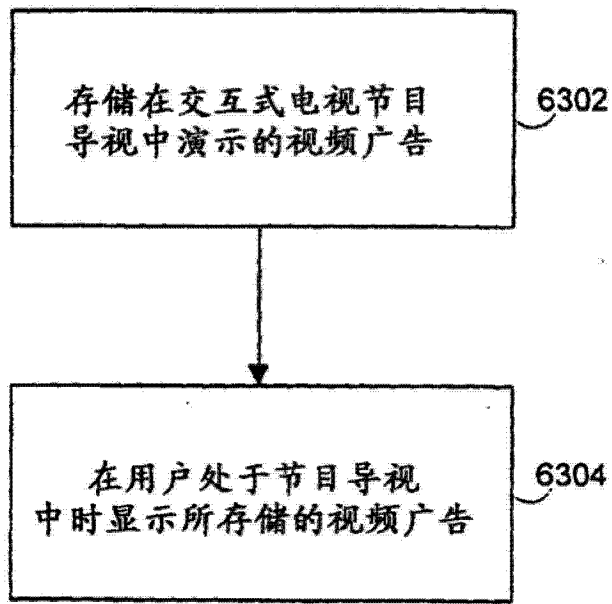 存储在交互式电视节目
导视中演示的视频广告
6302
在用户处于节目导视
中时显示所存储的视频广告
6304